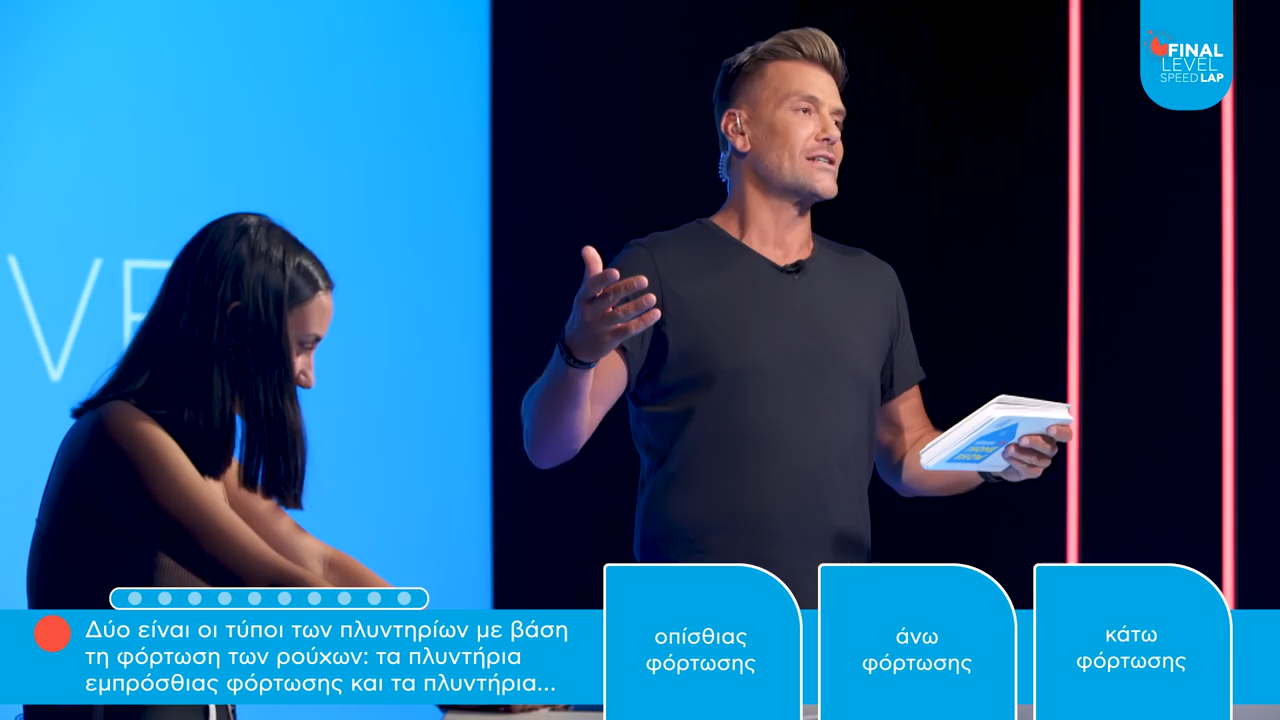 FINAL
LEVEL
SPEED LAP
VE
Δύο είναι οι τύποι των πλυντηρίων με βάση
τη φόρτωση των ρούχων: τα πλυντήρια
εμπρόσθιας φόρτωσης και τα πλυντήρια...
οπίσθιας
φόρτωσης
άνω
φόρτωσης
κάτω
φόρτωσης